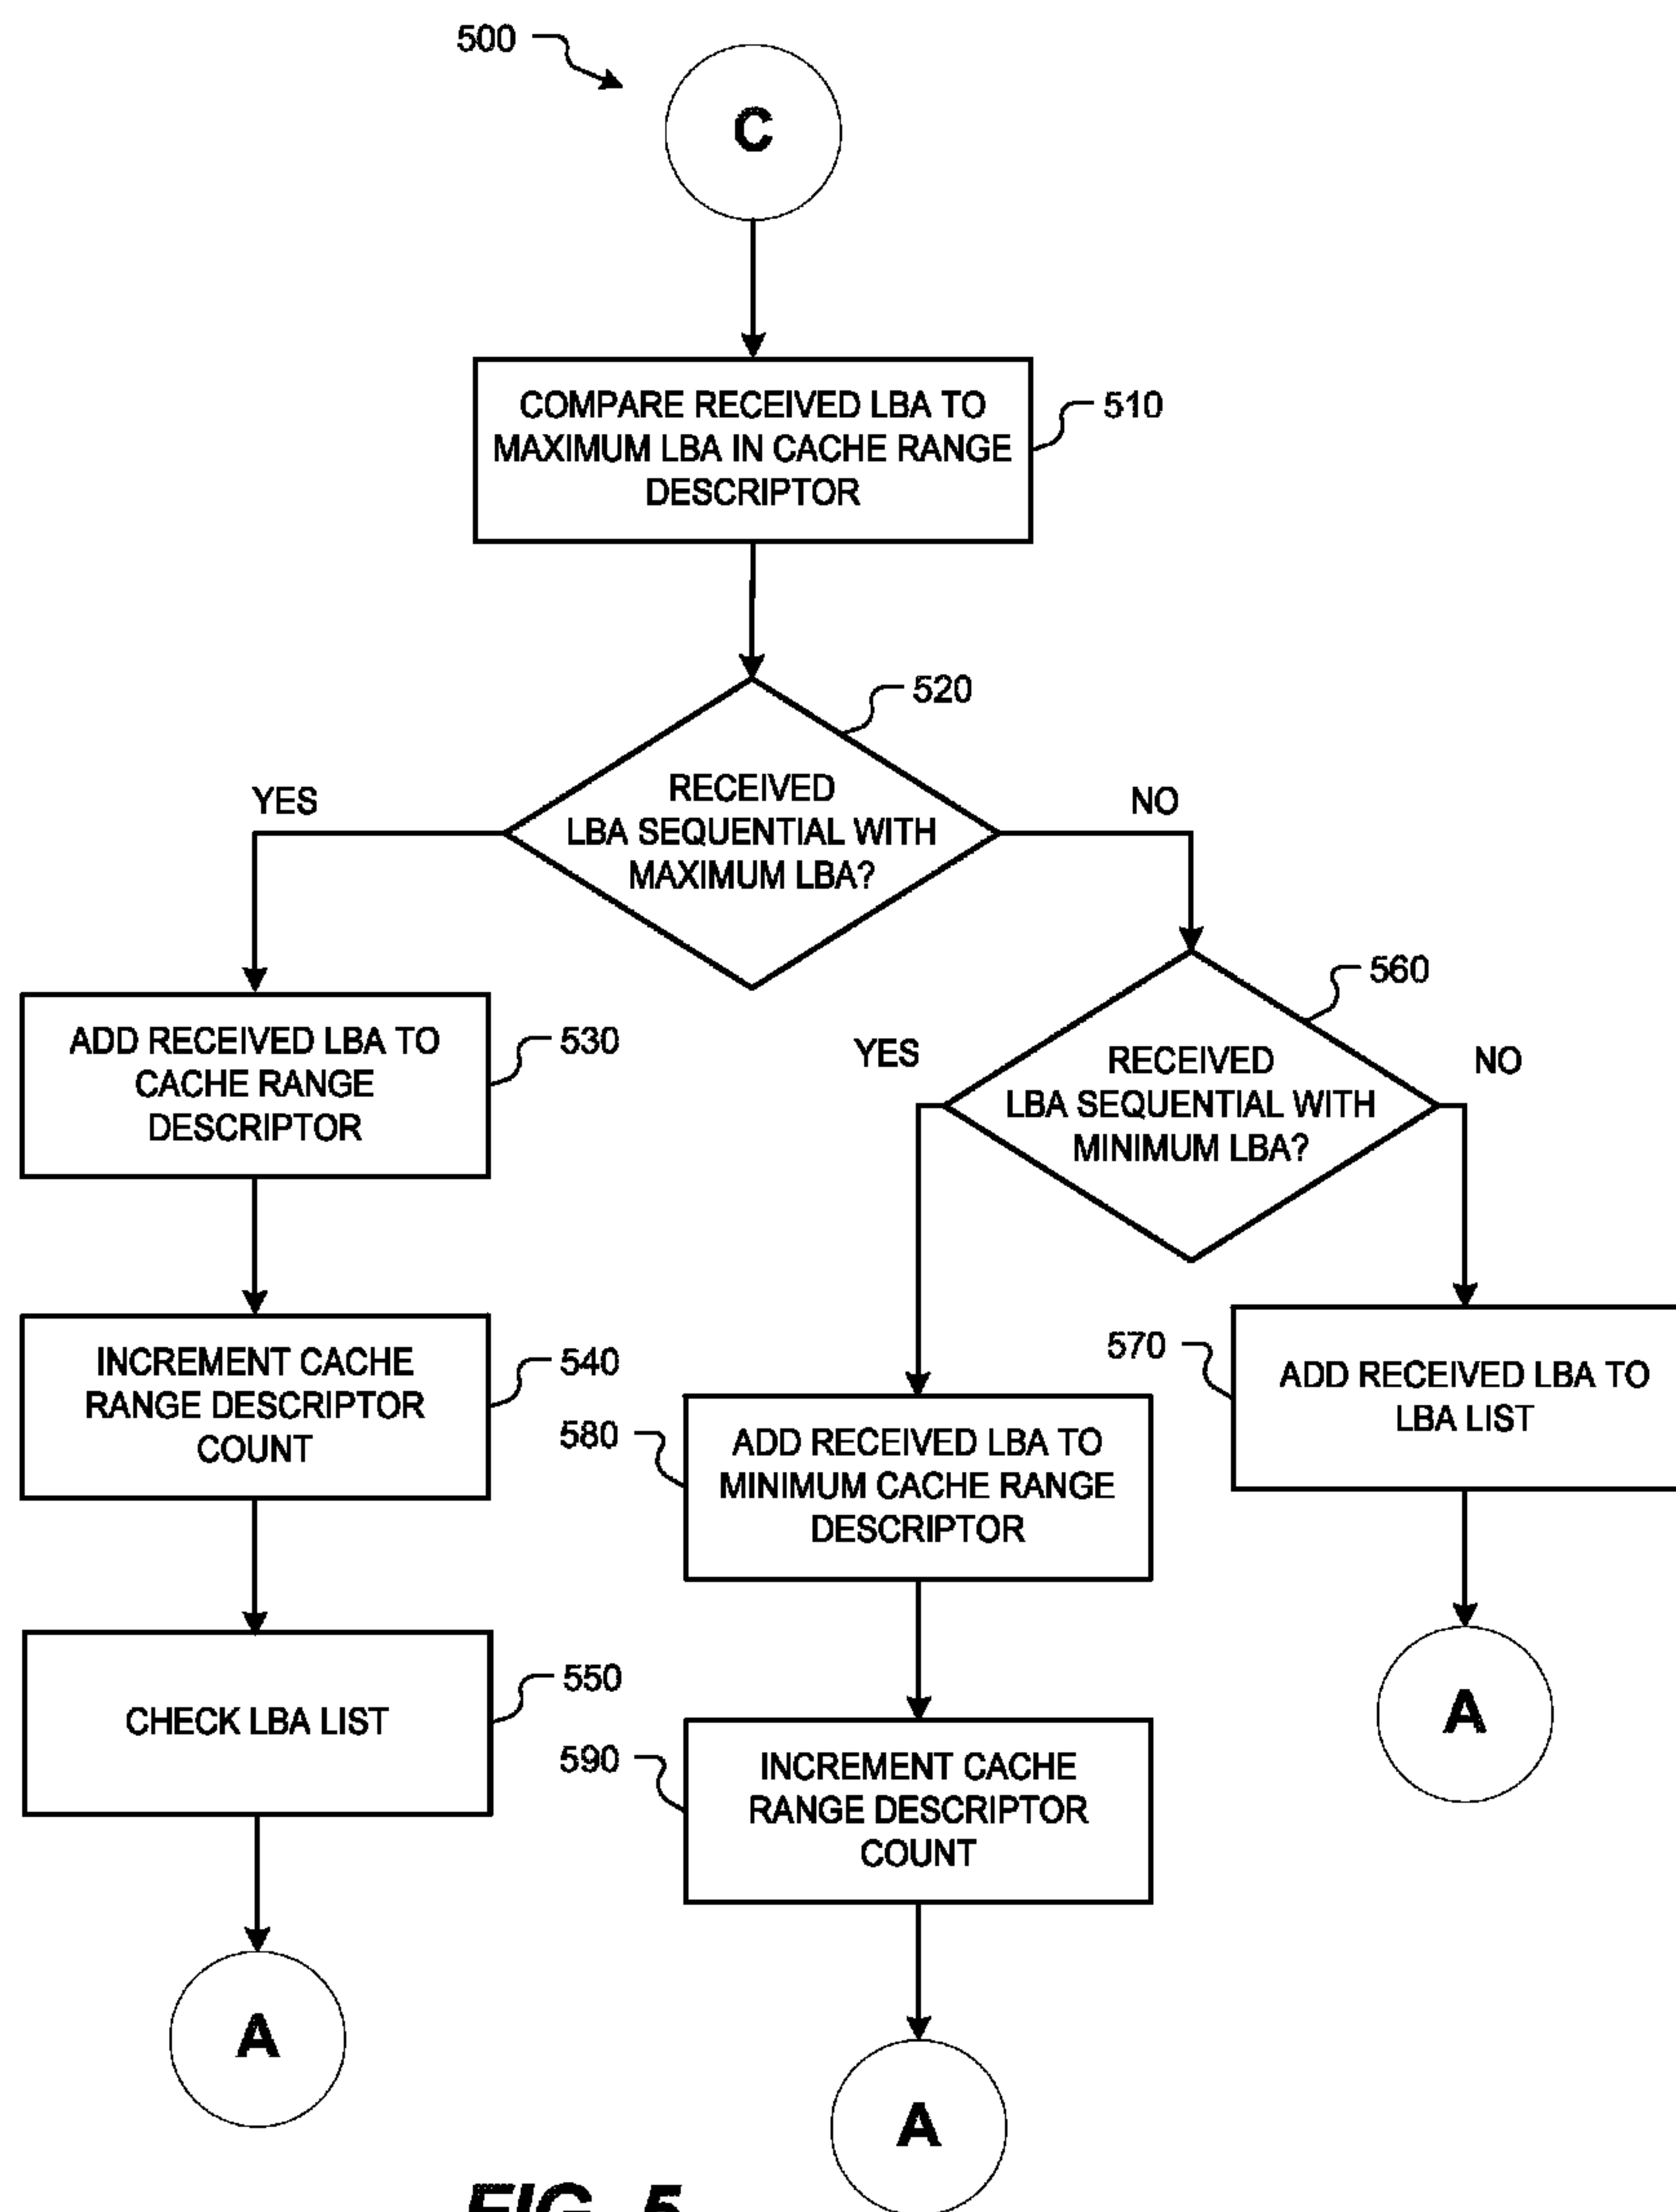 500
C
COMPARE RECEIVED LBA TO
MAXIMUM LBA IN CACHE RANGE
DESCRIPTOR
510
520
RECEIVED
LBA SEQUENTIAL WITH
MAXIMUM LBA?
YES
NO
560
RECEIVED
LBA SEQUENTIAL WITH
MINIMUM LBA?
YES
NO
ADD RECEIVED LBA TO
CACHE RANGE
DESCRIPTOR
530
INCREMENT CACHE
RANGE DESCRIPTOR
COUNT
540
570
ADD RECEIVED LBA TO
LBA LIST
580
ADD RECEIVED LBA TO
MINIMUM CACHE RANGE
DESCRIPTOR
CHECK LBA LIST
550
A
590
INCREMENT CACHE
RANGE DESCRIPTOR
COUNT
A
A
FIG. 5